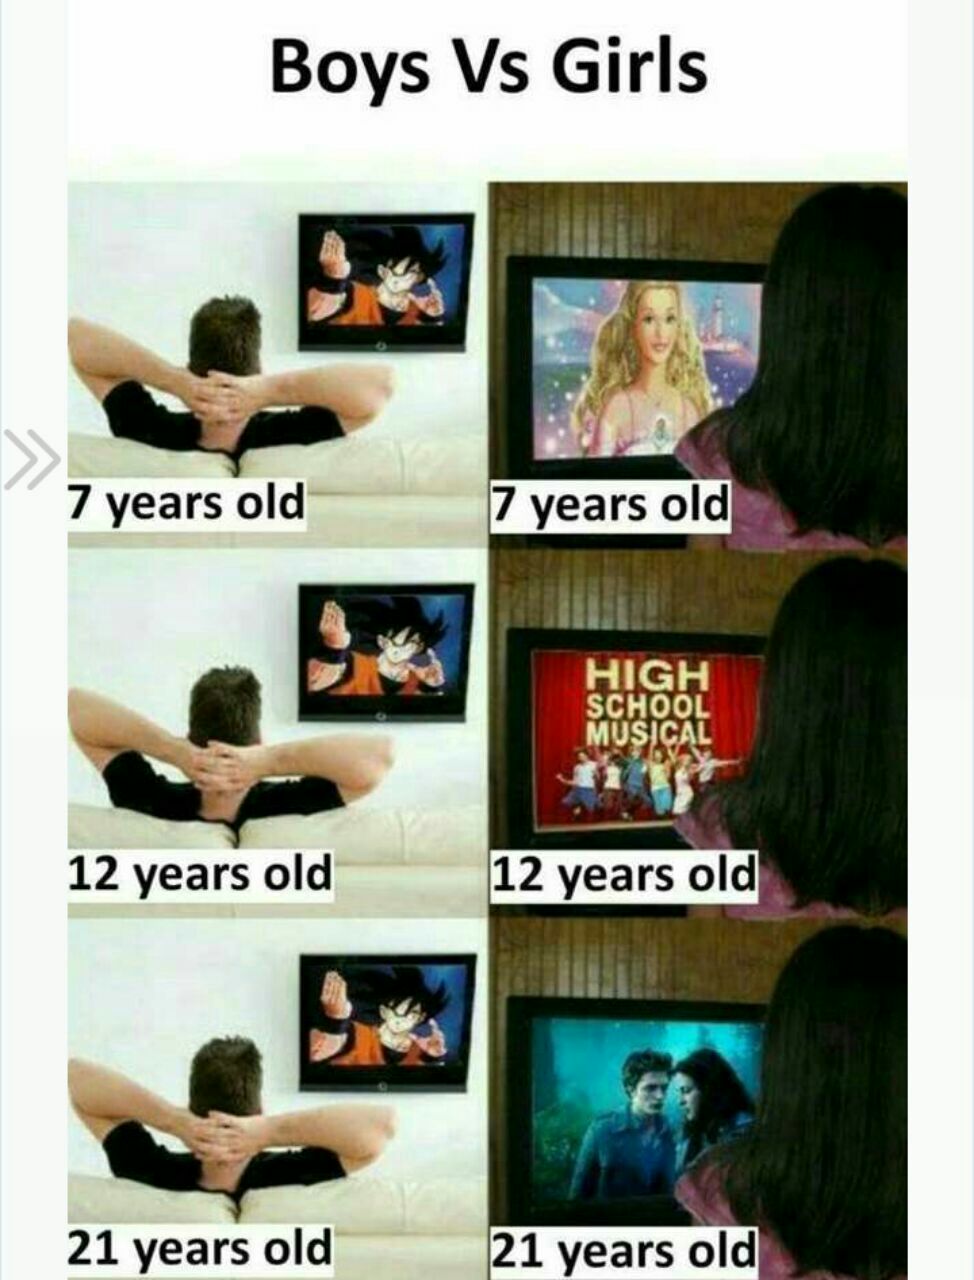 Boys Vs Girls
7 years old
7 years old
HIGH
SCHOOL
MUSICAL
12 years old
12 years old
21 years old
21 years old